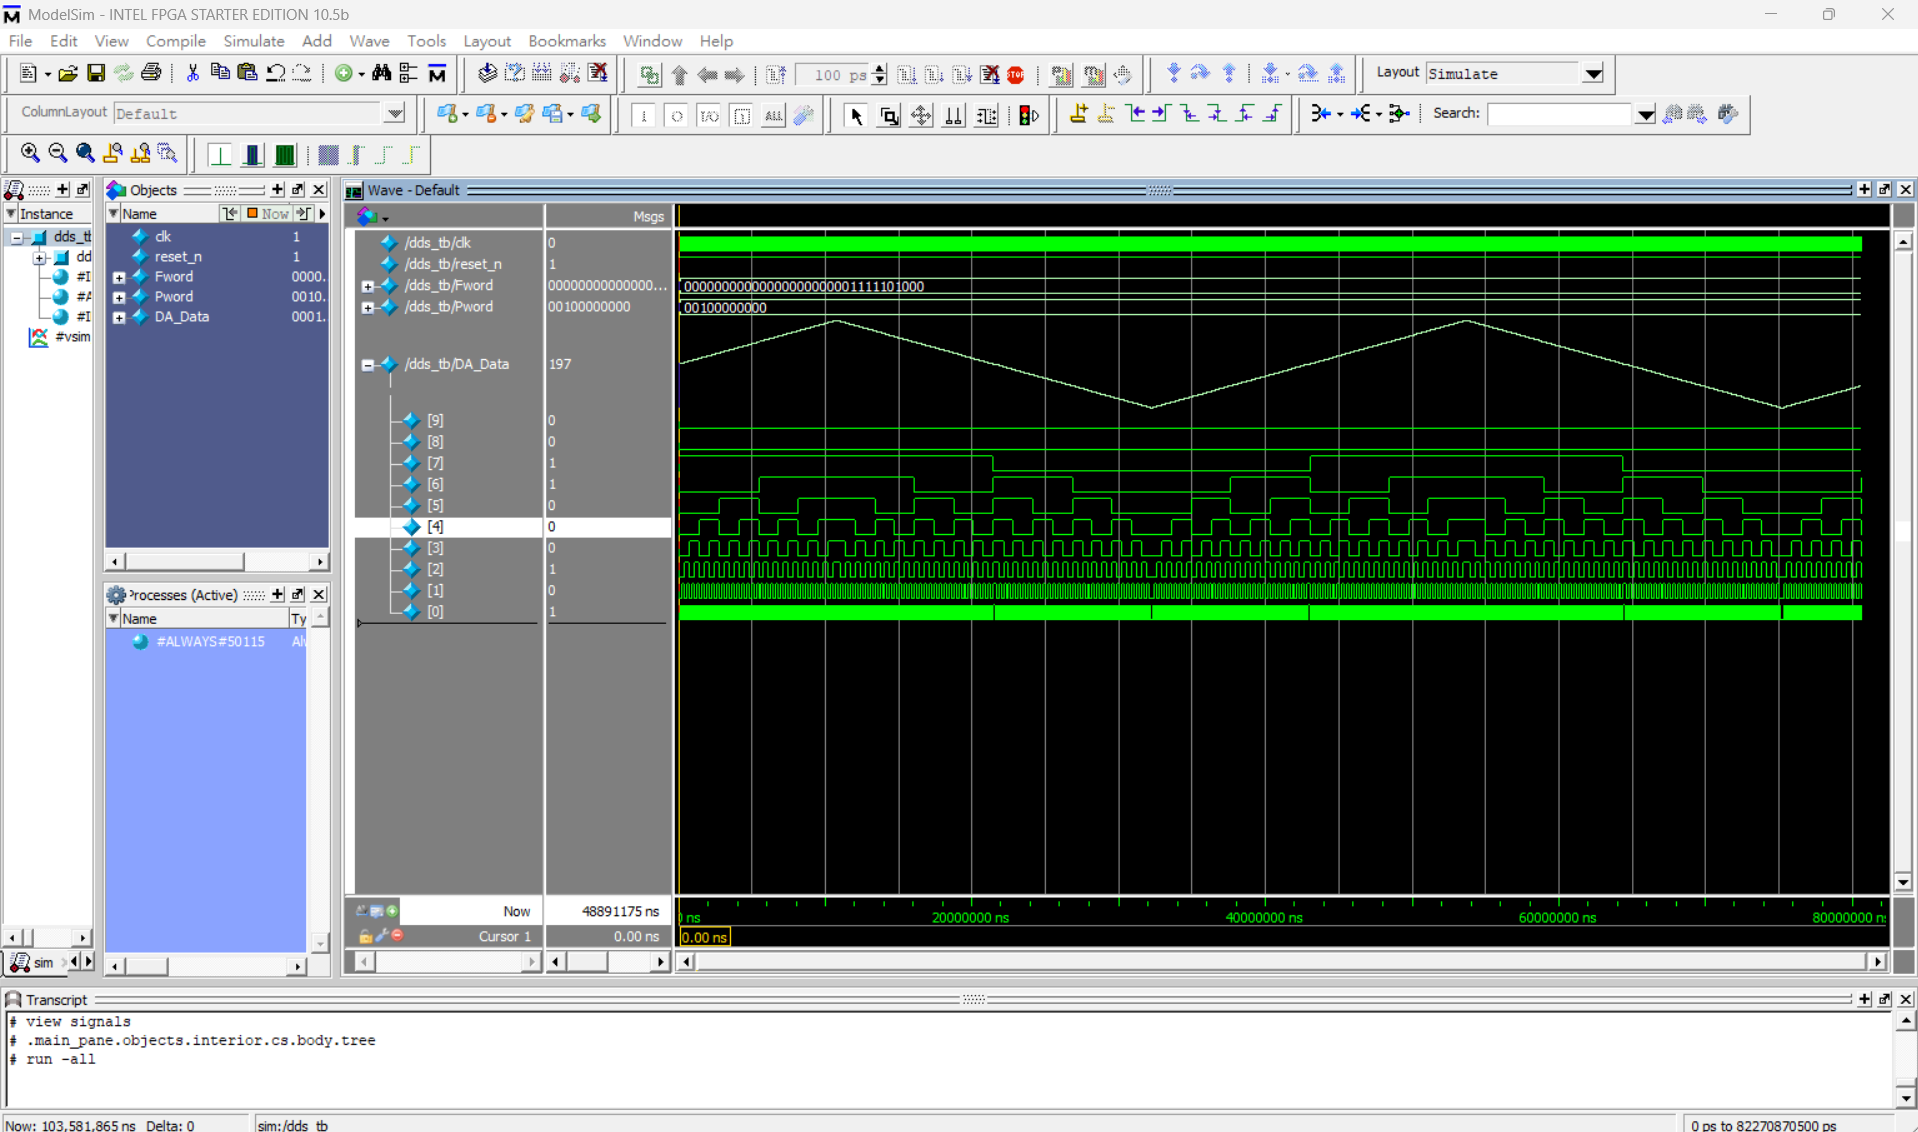 ModelSim - INTEL FPGA STARTER EDITION 10.5b
File Edit View Compile Simulate Add Wave Tools Layout Bookmarks Window Help
100 ps
Layout Simulate
ColumnLayout Default
Search:
Instance
dds_tb
dd
#I
#A
#I
#vsim
sim
Objects
Name Now
clk 1
reset_n 1
Fword 0000.
Pword 0010.
DA_Data 0001.
Processes (Active)
Name Ty
#ALWAYS#50115 Alw
Wave - Default
Msgs
/dds_tb/clk 0
/dds_tb/reset_n 1
/dds_tb/Fword 00000000000000...
/dds_tb/Pword 00100000000
/dds_tb/DA_Data 197
[9] 0
[8] 0
[7] 1
[6] 1
[5] 0
[4] 0
[3] 0
[2] 1
[1] 0
[0] 1
00100000000
Now 48891175 ns
Cursor 1 0.00 ns
ns 20000000 ns 40000000 ns 60000000 ns 80000000 n
0.00 ns
Transcript
# view signals
# .main_pane.objects.interior.cs.body.tree
# run -all
Now: 103,581,865 ns Delta: 0
sim:/dds_tb
0 ps to 82270870500 ps